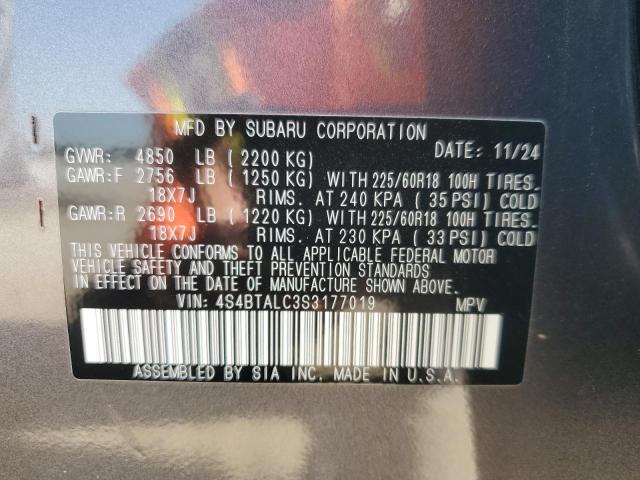 MFD BY SUBARU CORPORATION
GVWR: 4850 LB (2200 KG) DATE: 11/24
GAWR:F 2756 LB (1250 KG) WITH 225/60R18 100H TIRES.
18X7J RIMS. AT 240 KPA (35 PSI) COLD
GAWR:R 2690 LB (1220 KG) WITH 225/60R18 100H TIRES.
18X7J RIMS. AT 230 KPA (33 PSI) COLD
THIS VEHICLE CONFORMS TO ALL APPLICABLE FEDERAL MOTOR
VEHICLE SAFETY AND THEFT PREVENTION STANDARDS
IS EFFECT ON THE DATE OF MANUFACTURE SHOWN ABOVE.
VIN: 4S4BTALC3S3177019 MPV
ASSEMBLED BY SIA INC. MADE IN U.S.A.